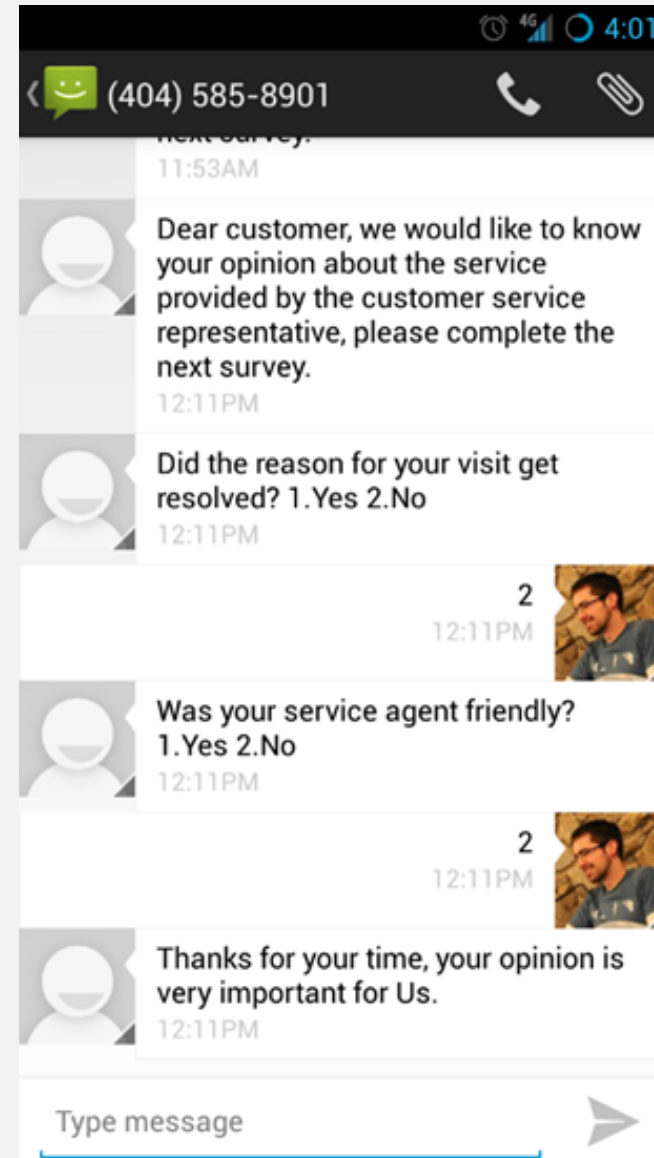 4G 4:01
(404) 585-8901
next survey.
11:53AM
Dear customer, we would like to know
your opinion about the service
provided by the customer service
representative, please complete the
next survey.
12:11PM
Did the reason for your visit get
resolved? 1.Yes 2.No
12:11PM
2
12:11PM
Was your service agent friendly?
1.Yes 2.No
12:11PM
2
12:11PM
Thanks for your time, your opinion is
very important for Us.
12:11PM
Type message